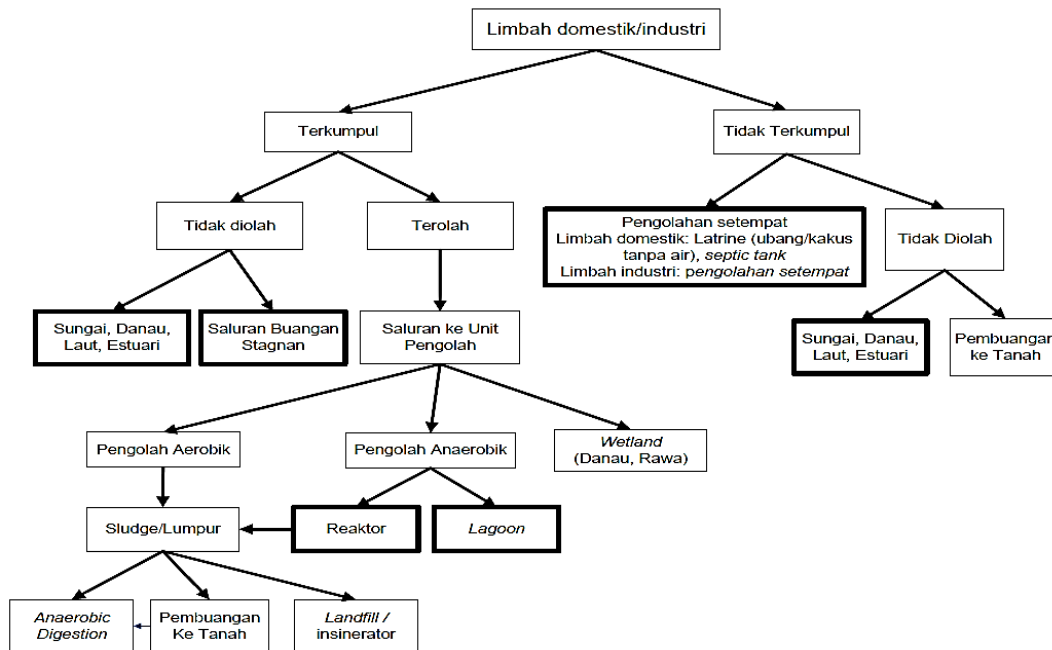 Limbah domestik/industri
Terkumpul
Tidak Terkumpul
Tidak diolah
Terolah
Pengolahan setempat
Limbah domestik: Latrine (ubang/kakus
tanpa air), septic tank
Limbah industri: pengolahan setempat
Tidak Diolah
Sungai, Danau,
Laut, Estuari
Saluran Buangan
Stagnan
Saluran ke Unit
Pengolah
Sungai, Danau,
Laut, Estuari
Pembuangan
ke Tanah
Pengolah Aerobik
Pengolah Anaerobik
Wetland
(Danau, Rawa)
Sludge/Lumpur
Reaktor
Lagoon
Anaerobic
Digestion
Pembuangan
Ke Tanah
Landfill /
insinerator